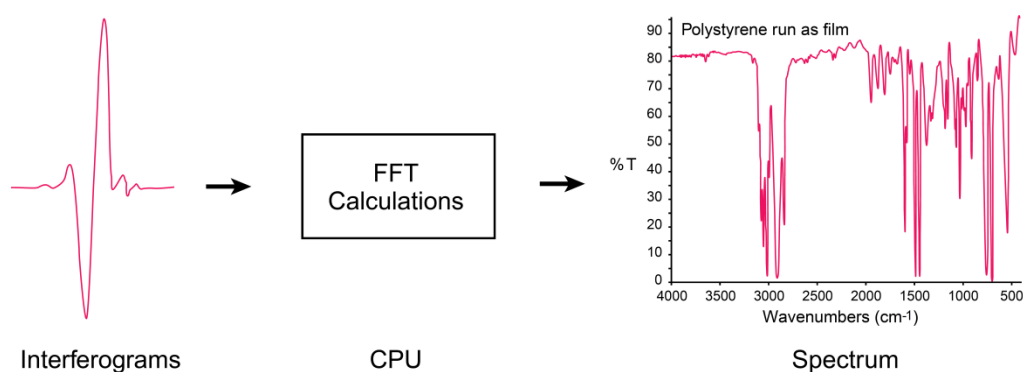 Polystyrene run as film
90
80
70
60
50
40
30
20
10
0
%T
4000 3500 3000 2500 2000 1500 1000 500
Wavenumbers (cm-1)
FFT
Calculations
Interferograms
CPU
Spectrum